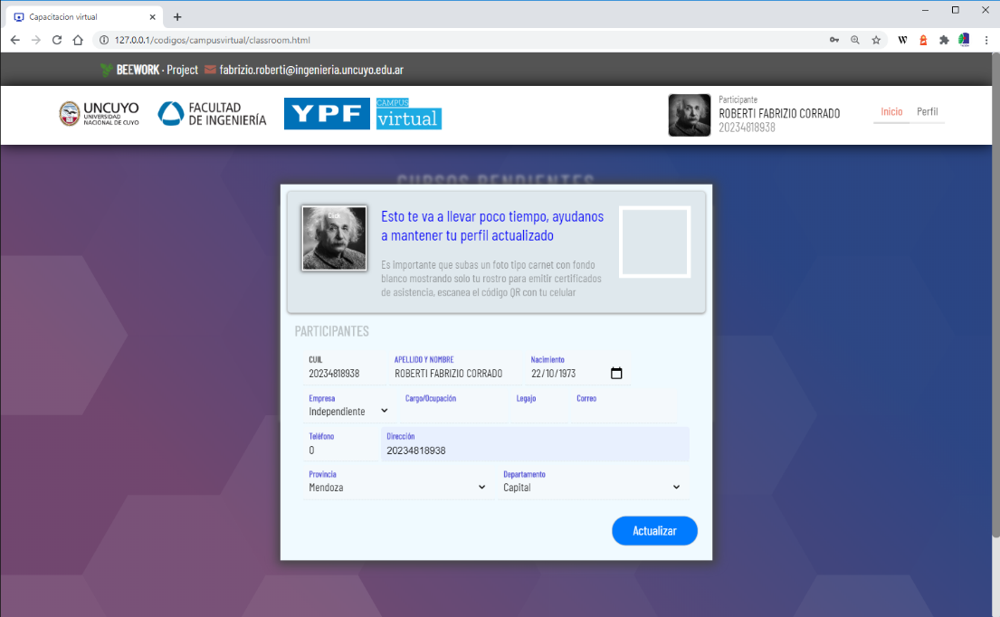 Capacitacion virtual
127.0.0.1/codigos/campusvirtual/classroom.html
BEEWORK - Project fabrizio.roberti@ingenieria.uncuyo.edu.ar
UNCUYO
UNIVERSIDAD
NACIONAL DE CUYO
FACULTAD
DE INGENIERÍA
YPF
CAMPUS
virtual
Participante
ROBERTI FABRIZIO CORRADO
20234818938
Inicio Perfil
CURSOS PENDIENTES
Esto te va a llevar poco tiempo, ayudanos
a mantener tu perfil actualizado
Es importante que subas un foto tipo carnet con fondo
blanco mostrando solo tu rostro para emitir certificados
de asistencia, escanea el código QR con tu celular
PARTICIPANTES
CUIL APELLIDO Y NOMBRE Nacimiento
20234818938 ROBERTI FABRIZIO CORRADO 22/10/1973
Empresa Cargo/Ocupación Legajo Correo
Independiente
Teléfono Dirección
0 20234818938
Provincia Departamento
Mendoza Capital
Actualizar